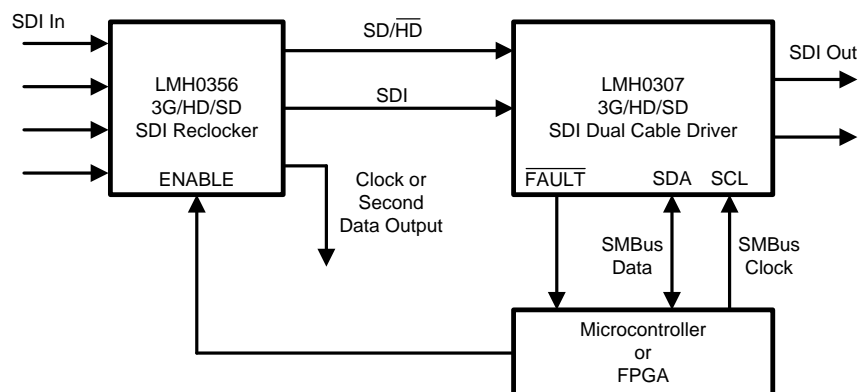 SDI In
SD/HD
SDI Out
LMH0356
3G/HD/SD
SDI Reclocker
ENABLE
SDI
LMH0307
3G/HD/SD
SDI Dual Cable Driver
FAULT SDA SCL
Clock or
Second
Data Output
SMBus
Data
SMBus
Clock
Microcontroller
or
FPGA